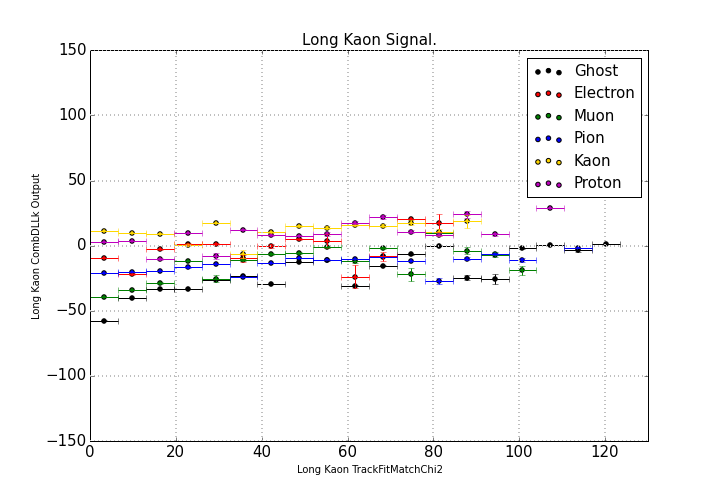 Long Kaon Signal.
150
100
50
0
−50
−100
−150
0
20
40
60
80
100
120
Long Kaon CombDLLk Output
Long Kaon TrackFitMatchChi2
Ghost
Electron
Muon
Pion
Kaon
Proton